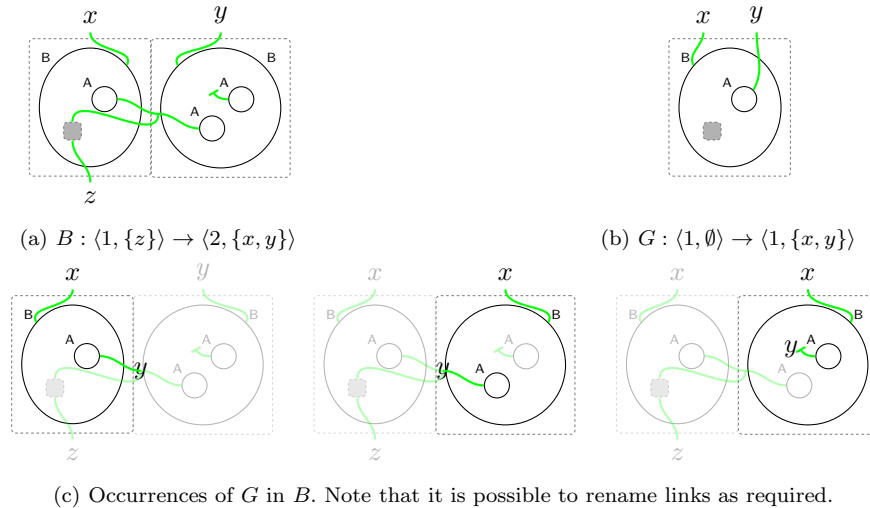 x y x y
B A A A B B A
z
(a) B : ⟨1, {z}⟩ → ⟨2, {x, y}⟩ (b) G : ⟨1, ∅⟩ → ⟨1, {x, y}⟩
x y x x x x
B A y A A B B A y A A B B A y A A B
z z z
(c) Occurrences of G in B. Note that it is possible to rename links as required.